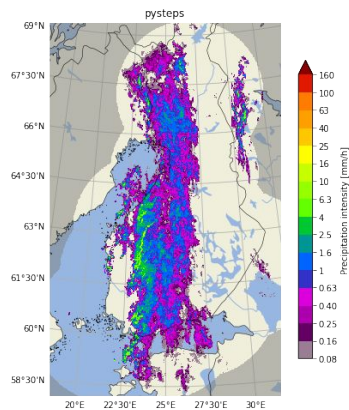 pysteps
69°N
67°30'N
66°N
64°30'N
63°N
61°30'N
60°N
58°30'N
20°E 22°30'E 25°E 27°30'E 30°E
160
100
63
40
25
16
10
6.3
4
2.5
1.6
1
0.63
0.40
0.25
0.16
0.08
Precipitation intensity [mm/h]